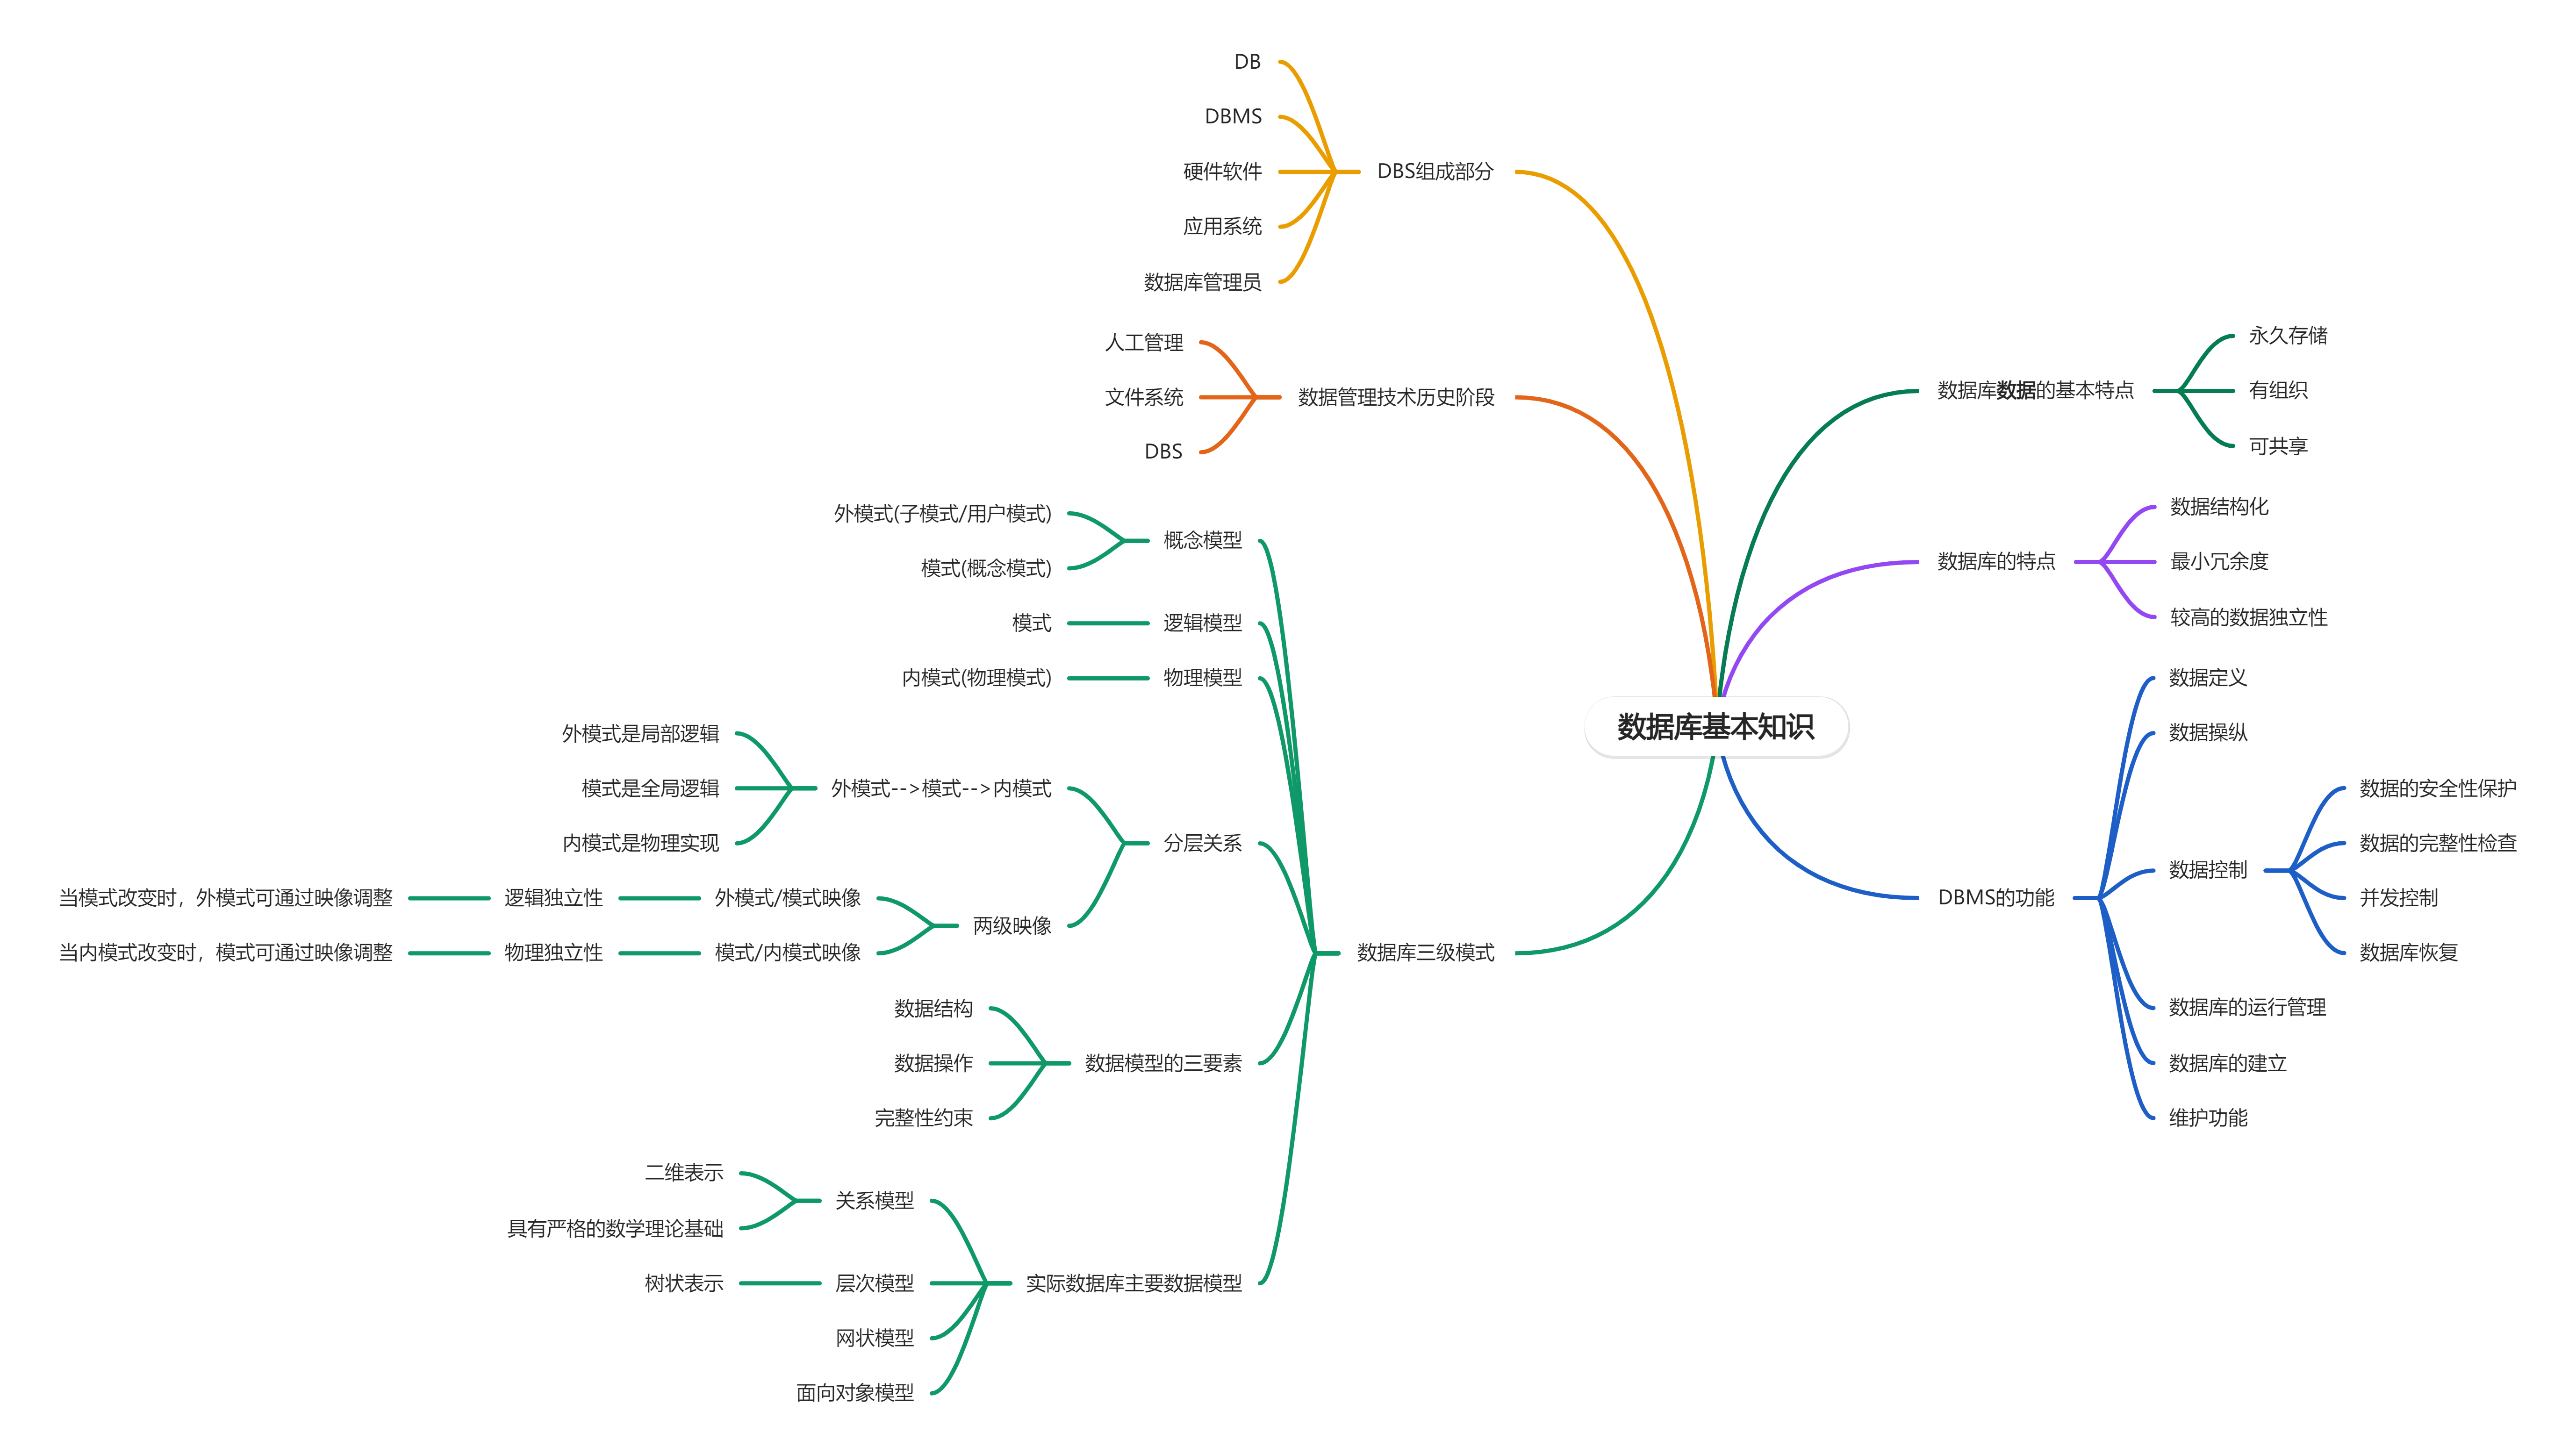 数据库基本知识
数据库数据的基本特点
永久存储
有组织
可共享
数据库的特点
数据结构化
最小冗余度
较高的数据独立性
DBMS的功能
数据定义
数据操纵
数据控制
数据的安全性保护
数据的完整性检查
并发控制
数据库恢复
数据库的运行管理
数据库的建立
维护功能
DBS组成部分
DB
DBMS
硬件软件
应用系统
数据库管理员
数据管理技术历史阶段
人工管理
文件系统
DBS
数据库三级模式
概念模型
外模式(子模式/用户模式)
模式(概念模式)
逻辑模型
模式
物理模型
内模式(物理模式)
分层关系
外模式-->模式-->内模式
外模式是局部逻辑
模式是全局逻辑
内模式是物理实现
两级映像
外模式/模式映像
逻辑独立性
当模式改变时，外模式可通过映像调整
模式/内模式映像
物理独立性
当内模式改变时，模式可通过映像调整
数据模型的三要素
数据结构
数据操作
完整性约束
实际数据库主要数据模型
关系模型
二维表示
具有严格的数学理论基础
层次模型
树状表示
网状模型
面向对象模型